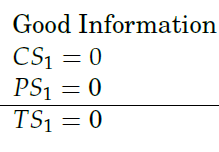 Good Information
CS₁ = 0
PS₁ = 0
TS₁ = 0